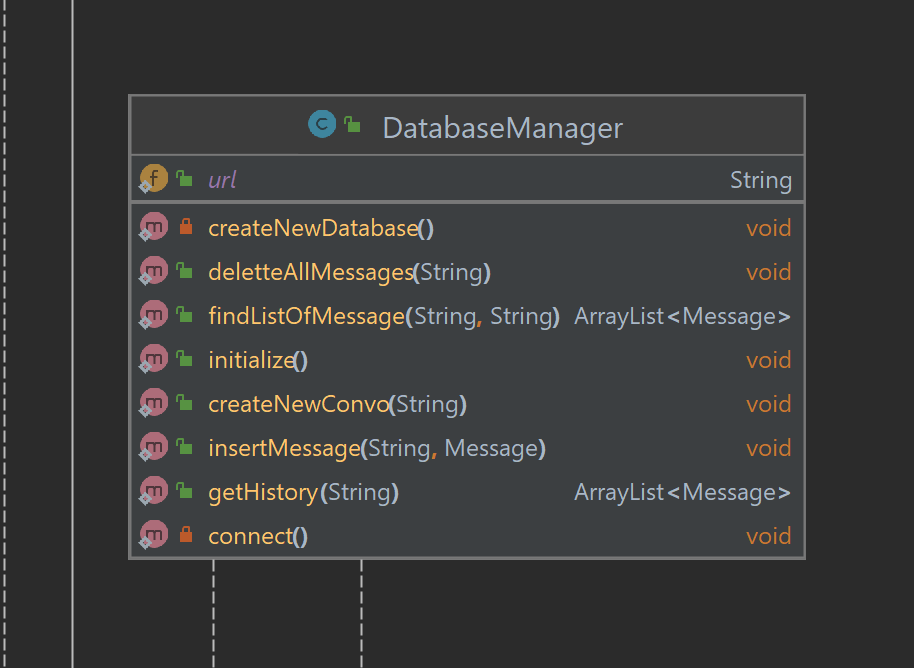 C DatabaseManager
f url String
m createNewDatabase() void
m deletteAllMessages(String) void
m findListOfMessage(String, String) ArrayList<Message>
m initialize() void
m createNewConvo(String) void
m insertMessage(String, Message) void
m getHistory(String) ArrayList<Message>
m connect() void